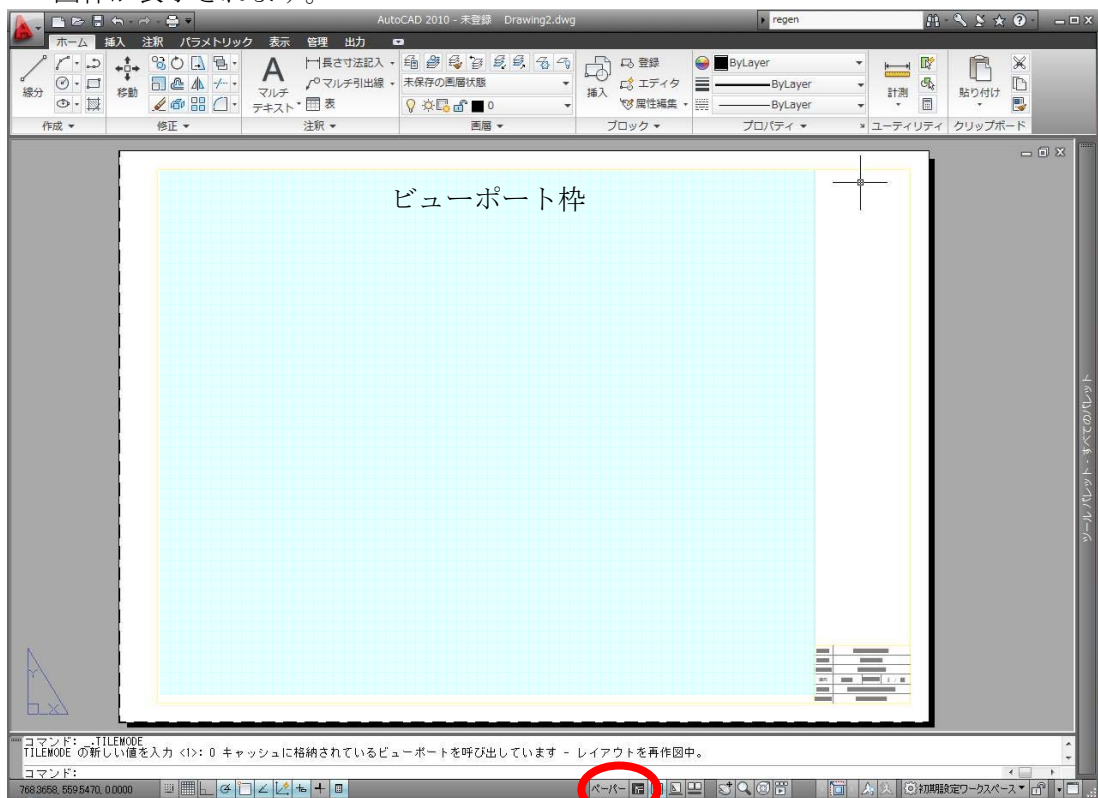 AutoCAD 2010 - 未登録 Drawing2.dwg
regen
ホーム 挿入 注釈 パラメトリック 表示 管理 出力
線分
移動
A
マルチ
テキスト
長さ寸法記入
マルチ引出線
表
未保存の画層状態
0
挿入
登録
エディタ
属性編集
ByLayer
ByLayer
ByLayer
計測
貼り付け
作成 修正 注釈 画層 ブロック プロパティ ユーティリティ クリップボード
ビューポート枠
ツール パレット - すべてのパレット
Y
X
コマンド: _.TILEMODE
TILEMODE の新しい値を入力 <1>: 0 キャッシュに格納されているビューポートを呼び出しています - レイアウトを再作図中。
コマンド:
768.3658, 559.5470, 0.0000
ペーパー
初期設定ワークスペース